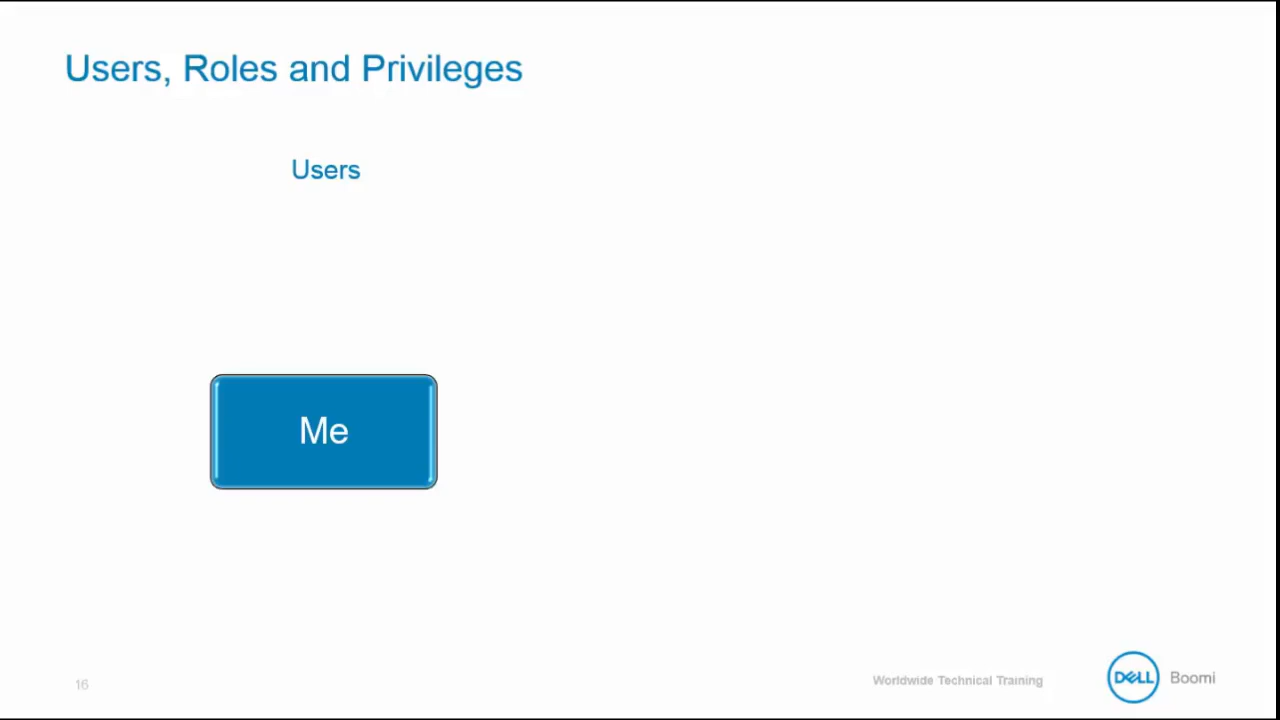 Users, Roles and Privileges
Users
Me
16
Worldwide Technical Training
DELL
Boomi